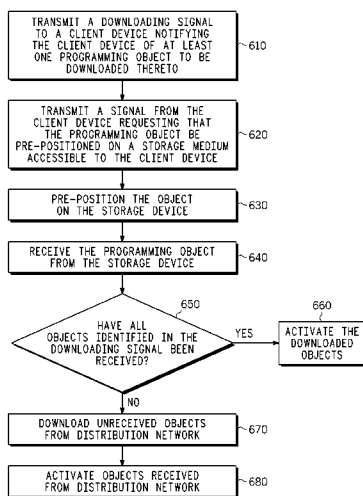 TRANSMIT A DOWNLOADING SIGNAL
TO A CLIENT DEVICE NOTIFYING
THE CLIENT DEVICE OF AT LEAST
ONE PROGRAMMING OBJECT TO BE
DOWNLOADED THERETO
610
TRANSMIT A SIGNAL FROM THE
CLIENT DEVICE REQUESTING THAT
THE PROGRAMMING OBJECT BE
PRE-POSITIONED ON A STORAGE MEDIUM
ACCESSIBLE TO THE CLIENT DEVICE
620
PRE-POSITION THE OBJECT
ON THE STORAGE DEVICE
630
RECEIVE THE PROGRAMMING OBJECT
FROM THE STORAGE DEVICE
640
650
HAVE ALL
OBJECTS IDENTIFIED IN THE
DOWNLOADING SIGNAL BEEN
RECEIVED?
YES
660
ACTIVATE THE
DOWNLOADED
OBJECTS
NO
DOWNLOAD UNRECEIVED OBJECTS
FROM DISTRIBUTION NETWORK
670
ACTIVATE OBJECTS RECEIVED
FROM DISTRIBUTION NETWORK
680